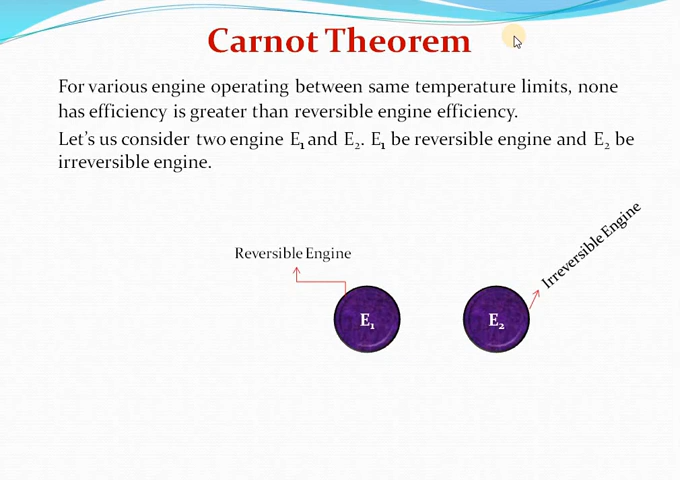 Carnot Theorem
For various engine operating between same temperature limits, none
has efficiency is greater than reversible engine efficiency.
Let's us consider two engine E₁ and E₂. E₁ be reversible engine and E₂ be
irreversible engine.
Reversible Engine
Irreversible Engine
E₁
E₂